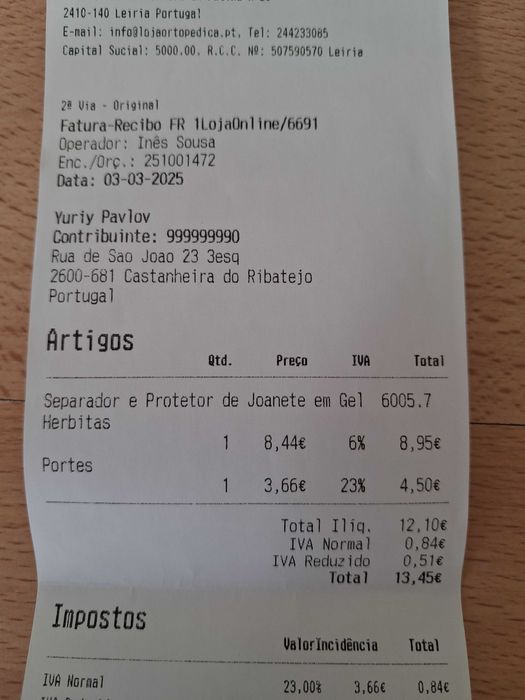 2410-140 Leiria Portugal
E-mail: info@lojaortopedica.pt, Tel: 244233085
Capital Sucial: 5000.00, R.C.C. Nº: 507590570 Leiria
2ª Via - Original
Fatura-Recibo FR 1LojaOnline/6691
Operador: Inês Sousa
Enc./Orç.: 251001472
Data: 03-03-2025
Yuriy Pavlov
Contribuinte: 999999990
Rua de Sao Joao 23 3esq
2600-681 Castanheira do Ribatejo
Portugal
Artigos
Qtd. Preço IVA Total
Separador e Protetor de Joanete em Gel 6005.7
Herbitas
1 8,44€ 6% 8,95€
Portes
1 3,66€ 23% 4,50€
Total Ilíq. 12,10€
IVA Normal 0,84€
IVA Reduzido 0,51€
Total 13,45€
Impostos
ValorIncidência Total
IVA Normal 23,00% 3,66€ 0,84€